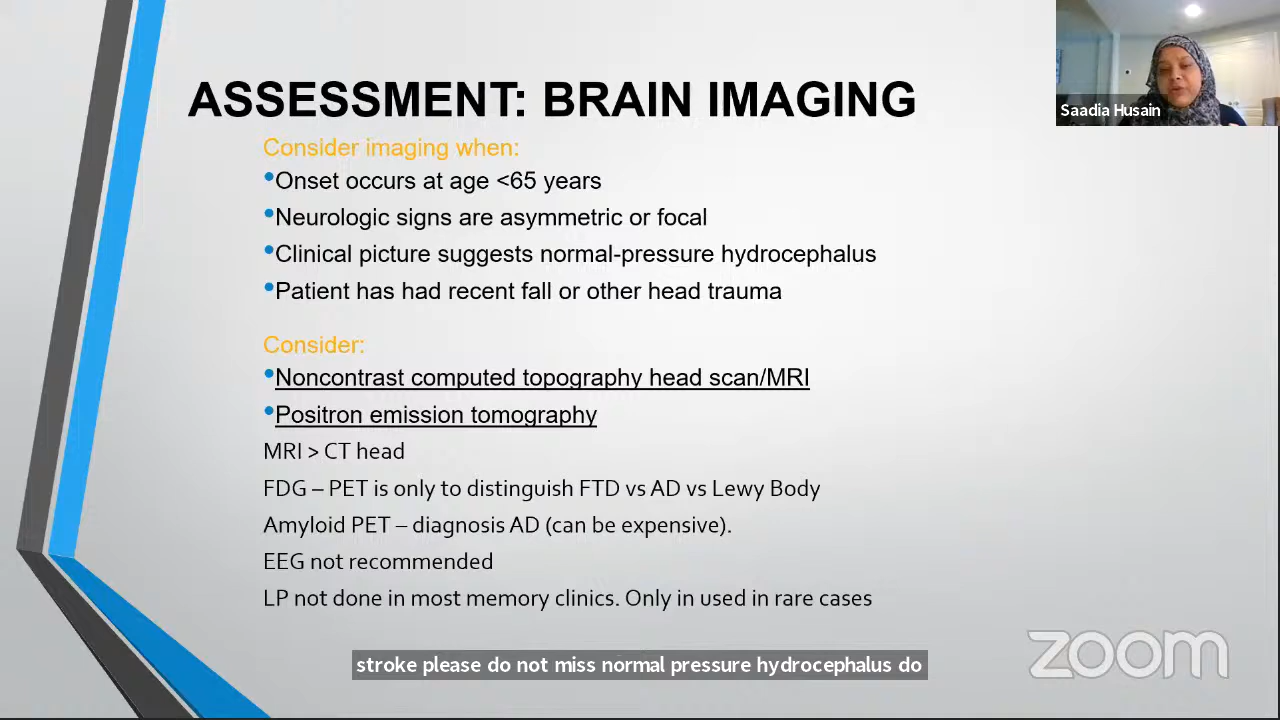 ASSESSMENT: BRAIN IMAGING
Saadia Husain
Consider imaging when:
•Onset occurs at age <65 years
•Neurologic signs are asymmetric or focal
•Clinical picture suggests normal-pressure hydrocephalus
•Patient has had recent fall or other head trauma
Consider:
•Noncontrast computed topography head scan/MRI
•Positron emission tomography
MRI > CT head
FDG – PET is only to distinguish FTD vs AD vs Lewy Body
Amyloid PET – diagnosis AD (can be expensive).
EEG not recommended
LP not done in most memory clinics. Only in used in rare cases
zoom
stroke please do not miss normal pressure hydrocephalus do